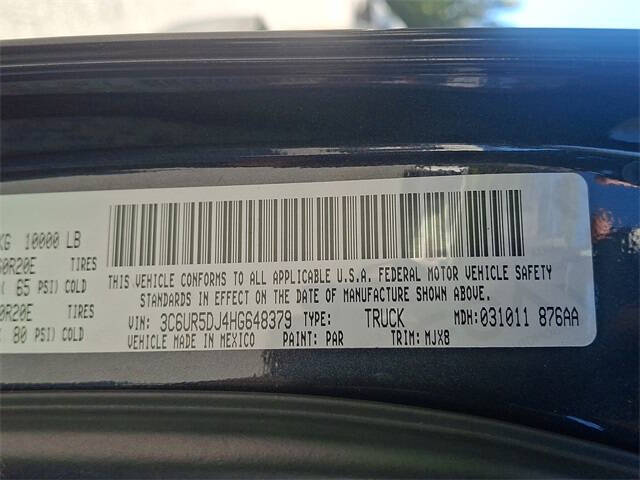 KG 10000 LB
60R20E TIRES
( 65 PSI) COLD
0R20E TIRES
( 80 PSI) COLD
THIS VEHICLE CONFORMS TO ALL APPLICABLE U.S.A. FEDERAL MOTOR VEHICLE SAFETY
STANDARDS IN EFFECT ON THE DATE OF MANUFACTURE SHOWN ABOVE.
VIN: 3C6UR5DJ4HG648379 TYPE: TRUCK MDH:031011 876AA
VEHICLE MADE IN MEXICO PAINT: PAR TRIM: MJX8